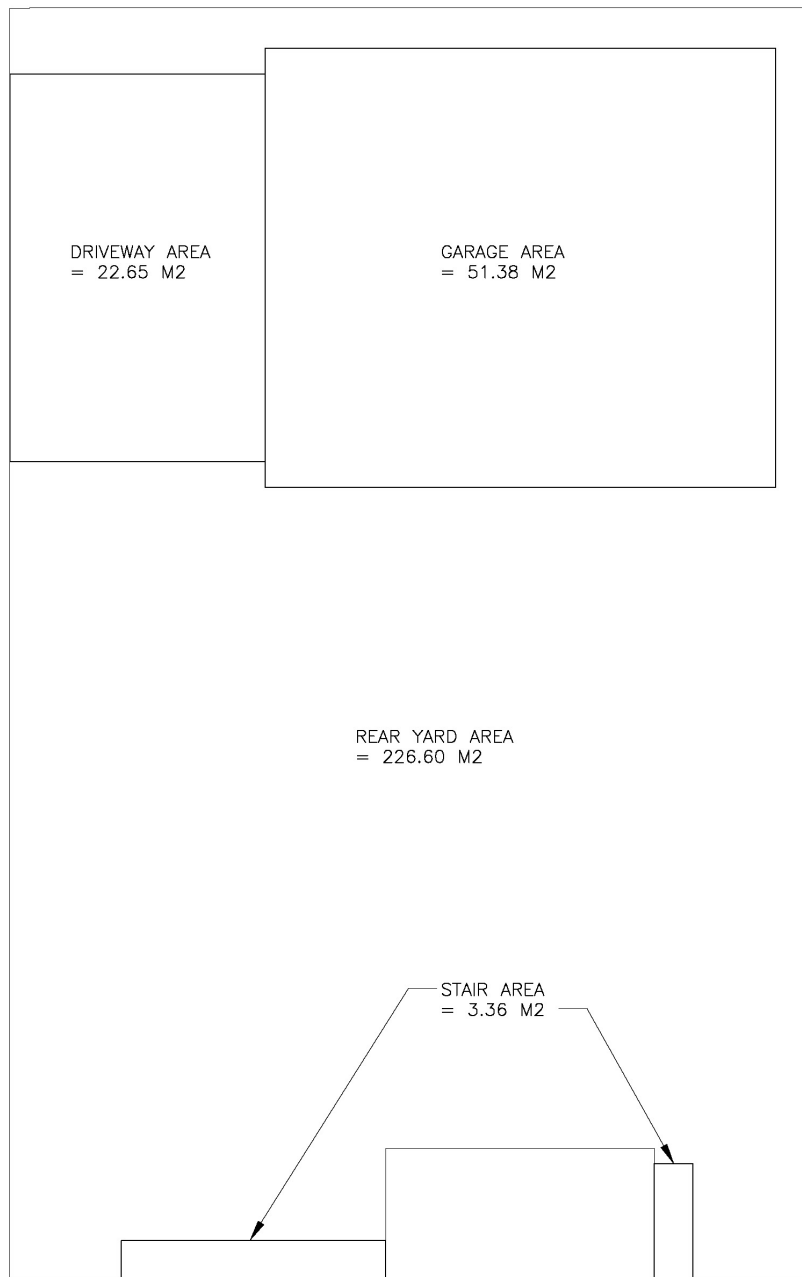 DRIVEWAY AREA
= 22.65 M2
GARAGE AREA
= 51.38 M2
REAR YARD AREA
= 226.60 M2
STAIR AREA
= 3.36 M2